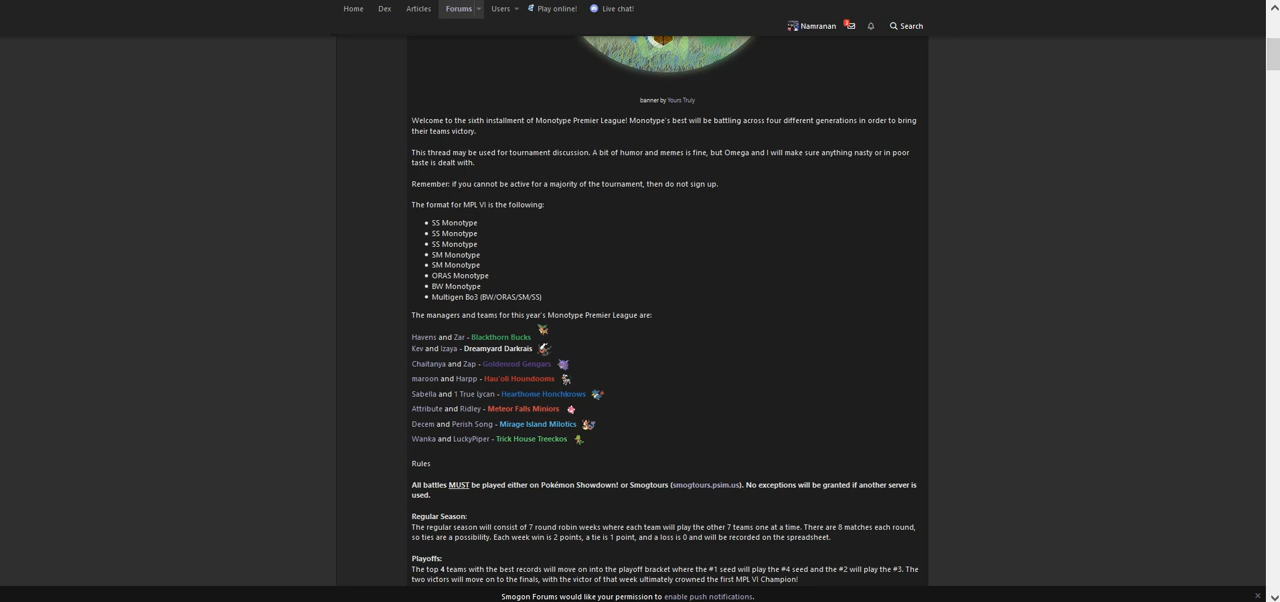 Home Dex Articles Forums Users Play online! Live chat!
Namranan 3 Search
banner by Yours Truly
Welcome to the sixth installment of Monotype Premier League! Monotype's best will be battling across four different generations in order to bring
their teams victory.
This thread may be used for tournament discussion. A bit of humor and memes is fine, but Omega and I will make sure anything nasty or in poor
taste is dealt with.
Remember: if you cannot be active for a majority of the tournament, then do not sign up.
The format for MPL VI is the following:
• SS Monotype
• SS Monotype
• SS Monotype
• SM Monotype
• SM Monotype
• ORAS Monotype
• BW Monotype
• Multigen Bo3 (BW/ORAS/SM/SS)
The managers and teams for this year's Monotype Premier League are:
Havens and Zar - Blackthorn Bucks
Kev and Izaya - Dreamyard Darkrais
Chaitanya and Zap - Goldenrod Gengars
maroon and Harpp - Hau'oli Houndooms
Sabella and 1 True Lycan - Hearthome Honchkrows
Attribute and Ridley - Meteor Falls Miniors
Decem and Perish Song - Mirage Island Milotics
Wanka and LuckyPiper - Trick House Treeckos
Rules
All battles MUST be played either on Pokémon Showdown! or Smogtours (smogtours.psim.us). No exceptions will be granted if another server is
used.
Regular Season:
The regular season will consist of 7 round robin weeks where each team will play the other 7 teams one at a time. There are 8 matches each round,
so ties are a possibility. Each week win is 2 points, a tie is 1 point, and a loss is 0 and will be recorded on the spreadsheet.
Playoffs:
The top 4 teams with the best records will move on into the playoff bracket where the #1 seed will play the #4 seed and the #2 will play the #3. The
two victors will move on to the finals, with the victor of that week ultimately crowned the first MPL VI Champion!
Smogon Forums would like your permission to enable push notifications.